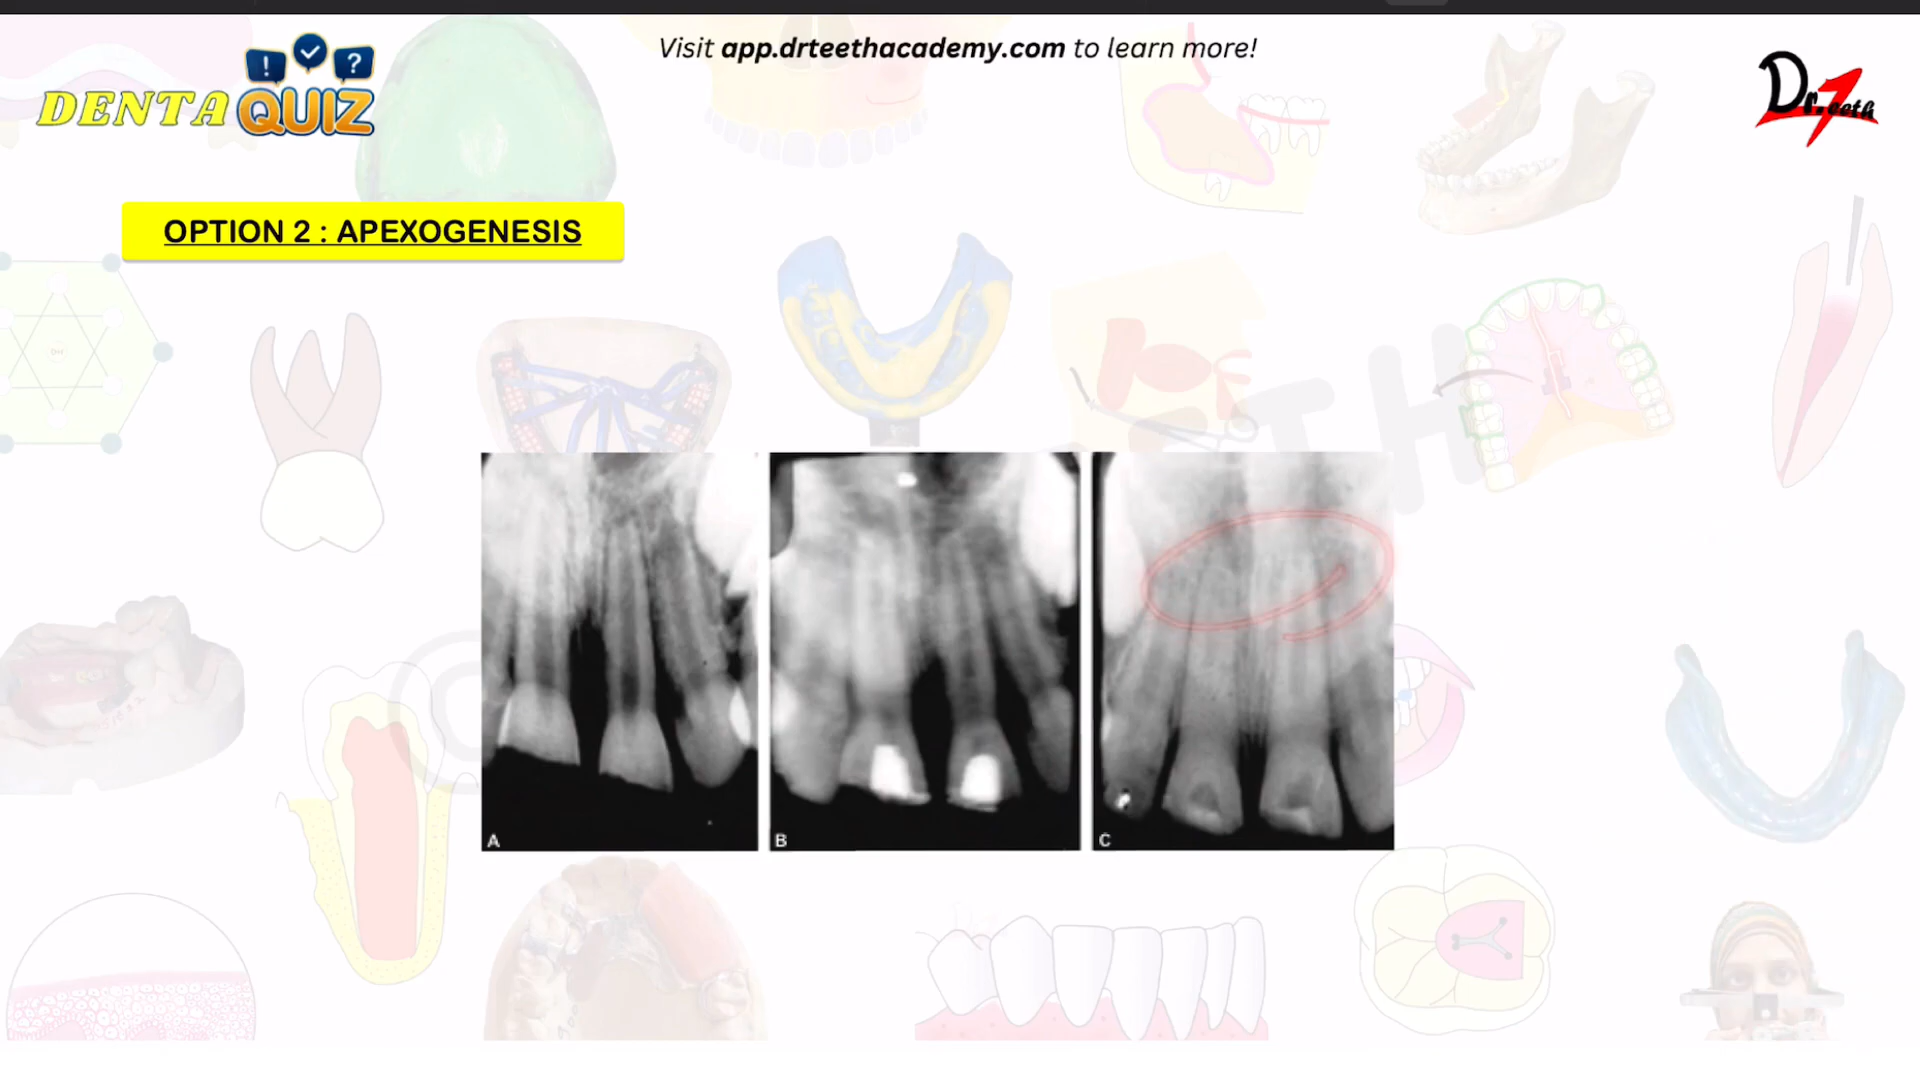 Visit app.drteethacademy.com to learn more!
! ?
DENTA QUIZ
Dr. Teeth
OPTION 2 : APEXOGENESIS
A
B
C